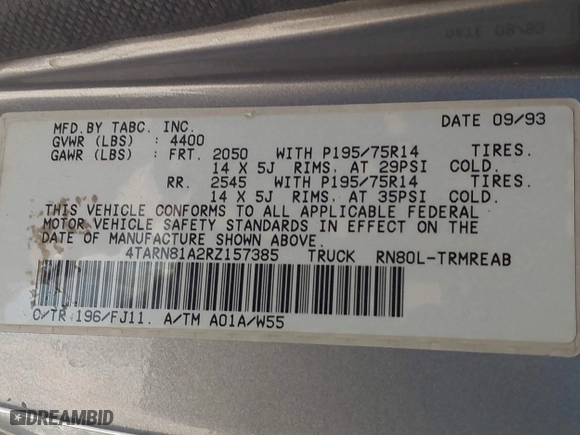 DATE 09/93
MFD.BY TABC. INC.
DATE 09/93
GVWR (LBS) : 4400
GAWR (LBS) : FRT. 2050 WITH P195/75R14 TIRES.
14 X 5J RIMS. AT 29PSI COLD.
RR. 2545 WITH P195/75R14 TIRES.
14 X 5J RIMS. AT 35PSI COLD.
THIS VEHICLE CONFORMS TO ALL APPLICABLE FEDERAL
MOTOR VEHICLE SAFETY STANDARDS IN EFFECT ON THE
DATE OF MANUFACTURE SHOWN ABOVE.
4TARN81A2RZ157385 TRUCK RN80L-TRMREAB
C/TR 196/FJ11. A/TM A01A/W55
DREAMBID